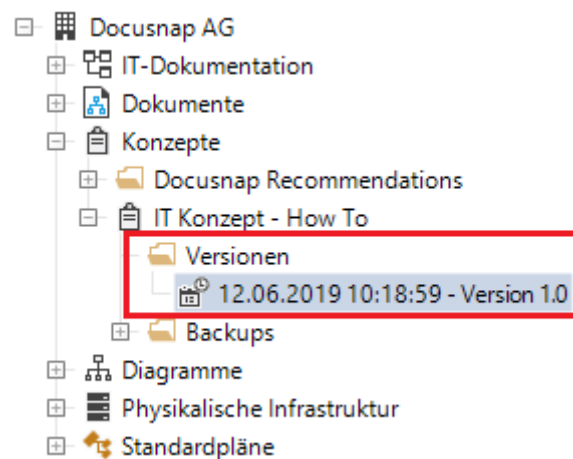 Docusnap AG
IT-Dokumentation
Dokumente
Konzepte
Docusnap Recommendations
IT Konzept - How To
Versionen
12.06.2019 10:18:59 - Version 1.0
Backups
Diagramme
Physikalische Infrastruktur
Standardpläne